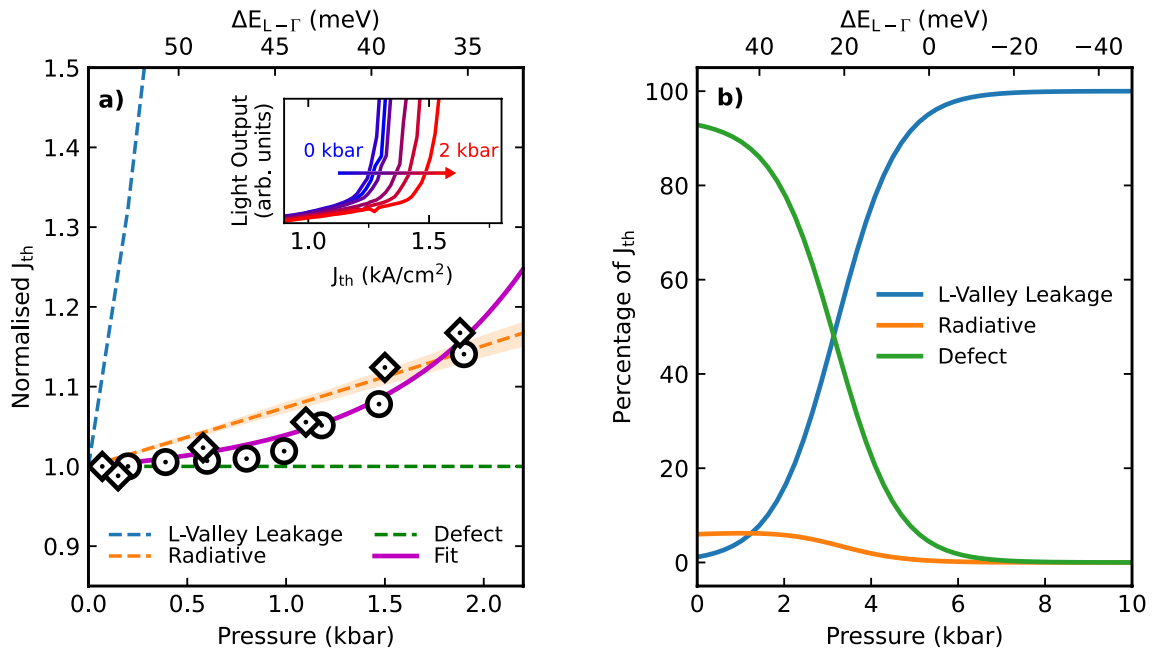 ΔE_L−Γ (meV)
50 45 40 35
a)
1.5
1.4
1.3
1.2
1.1
1.0
0.9
Normalised J_th
Light Output
(arb. units)
0 kbar
2 kbar
1.0 1.5
J_th (kA/cm²)
L-Valley Leakage
Radiative
Defect
Fit
0.0 0.5 1.0 1.5 2.0
Pressure (kbar)
ΔE_L−Γ (meV)
40 20 0 −20 −40
b)
100
80
60
40
20
0
Percentage of J_th
L-Valley Leakage
Radiative
Defect
0 2 4 6 8 10
Pressure (kbar)